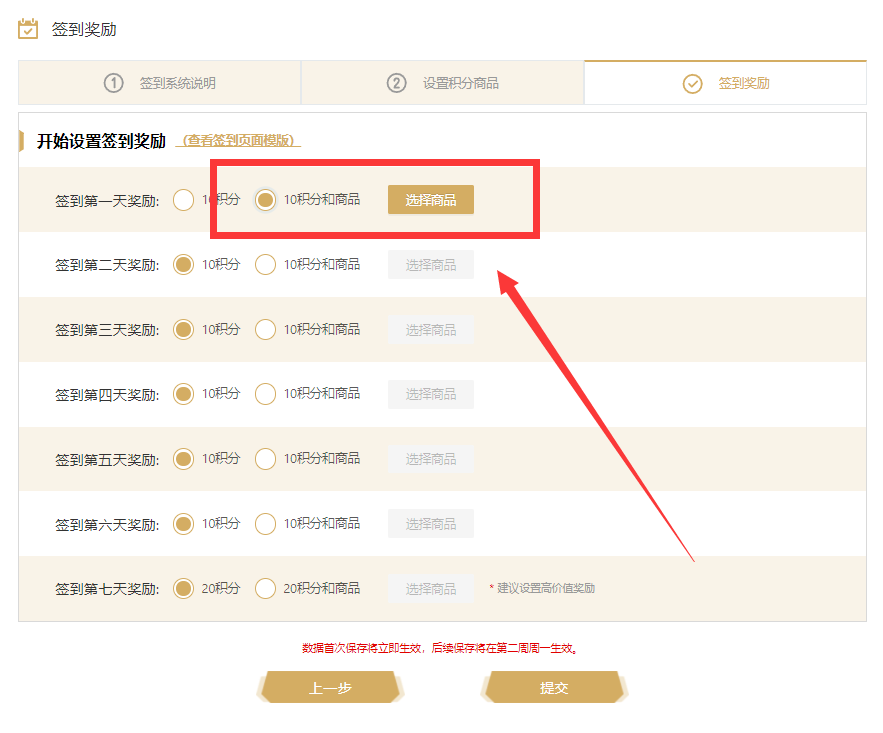 签到奖励
1 签到系统说明 2 设置积分商品 签到奖励
开始设置签到奖励 (查看签到页面模版)
签到第一天奖励: 10积分 10积分和商品 选择商品
签到第二天奖励: 10积分 10积分和商品 选择商品
签到第三天奖励: 10积分 10积分和商品 选择商品
签到第四天奖励: 10积分 10积分和商品 选择商品
签到第五天奖励: 10积分 10积分和商品 选择商品
签到第六天奖励: 10积分 10积分和商品 选择商品
签到第七天奖励: 20积分 20积分和商品 选择商品 * 建议设置高价值奖励
数据首次保存将立即生效，后续保存将在第二周周一生效。
上一步 提交